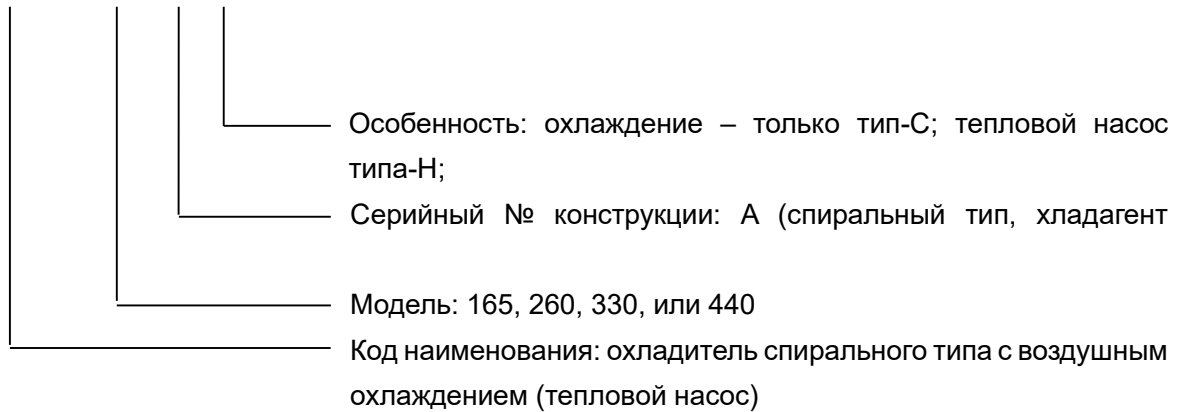 Особенность: охлаждение – только тип-С; тепловой насос
типа-Н;
Серийный № конструкции: А (спиральный тип, хладагент
Модель: 165, 260, 330, или 440
Код наименования: охладитель спирального типа с воздушным
охлаждением (тепловой насос)